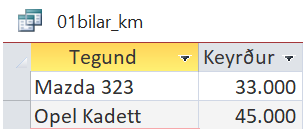 01bilar_km
Tegund Keyrður
Mazda 323 33.000
Opel Kadett 45.000